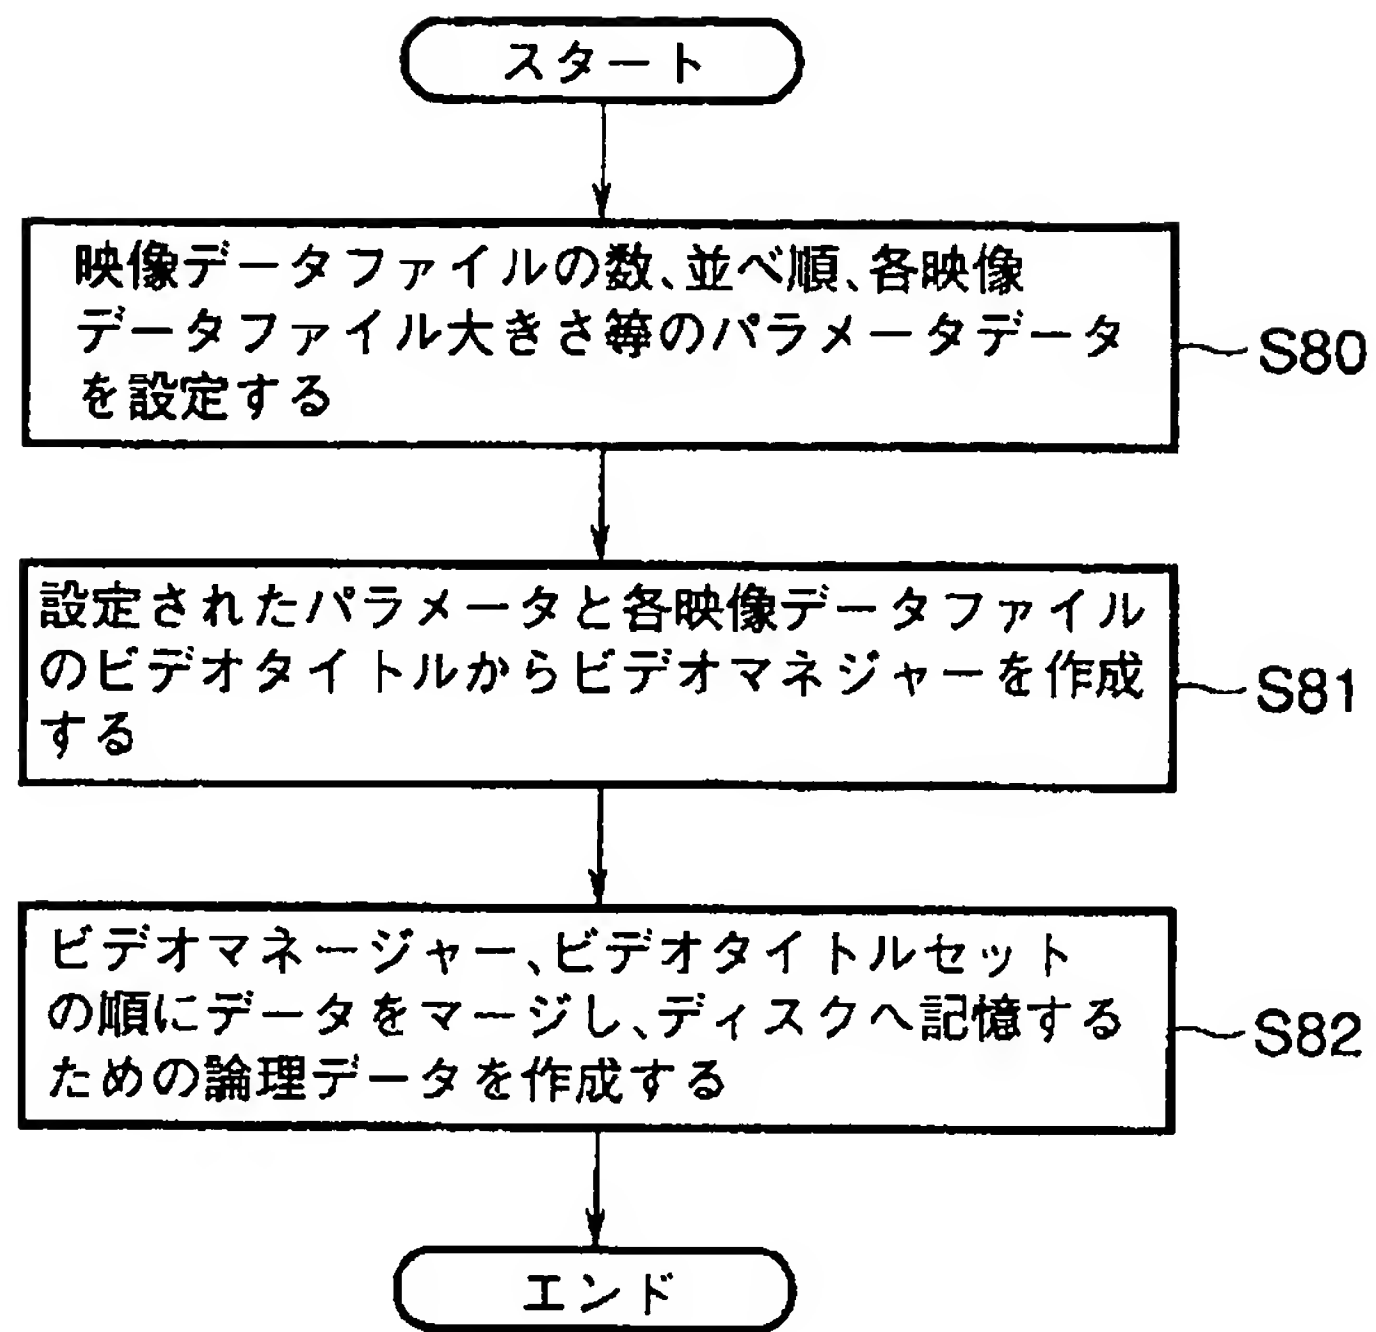 スタート
映像データファイルの数、並べ順、各映像
データファイル大きさ等のパラメータデータ
を設定する
S80
設定されたパラメータと各映像データファイル
のビデオタイトルからビデオマネジャーを作成
する
S81
ビデオマネージャー、ビデオタイトルセット
の順にデータをマージし、ディスクへ記憶する
ための論理データを作成する
S82
エンド